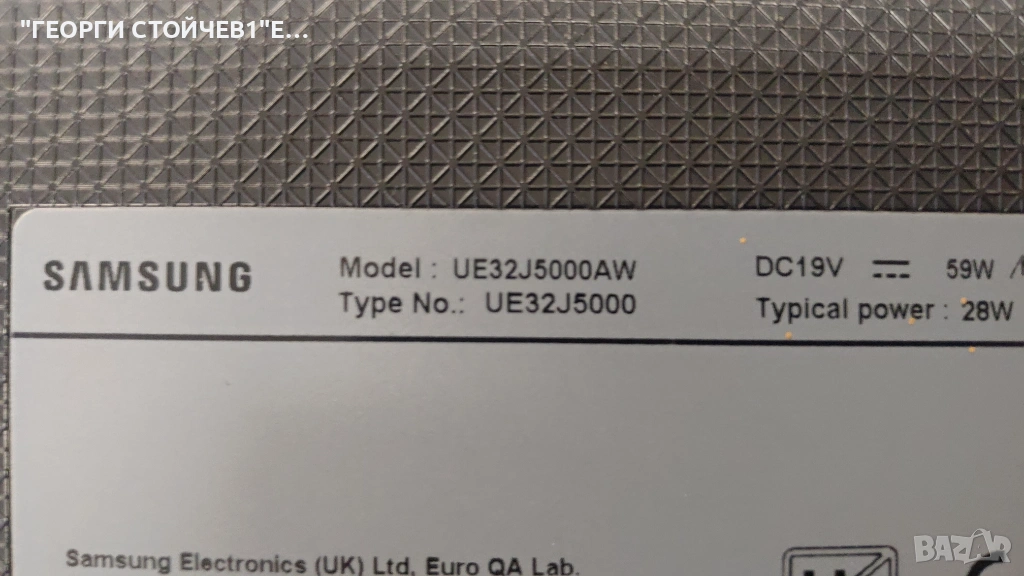 "ГЕОРГИ СТОЙЧЕВ1"Е...
SAMSUNG
Model : UE32J5000AW
Type No.: UE32J5000
DC19V 59W
Typical power : 28W
Samsung Electronics (UK) Ltd, Euro QA Lab.
BAZAR